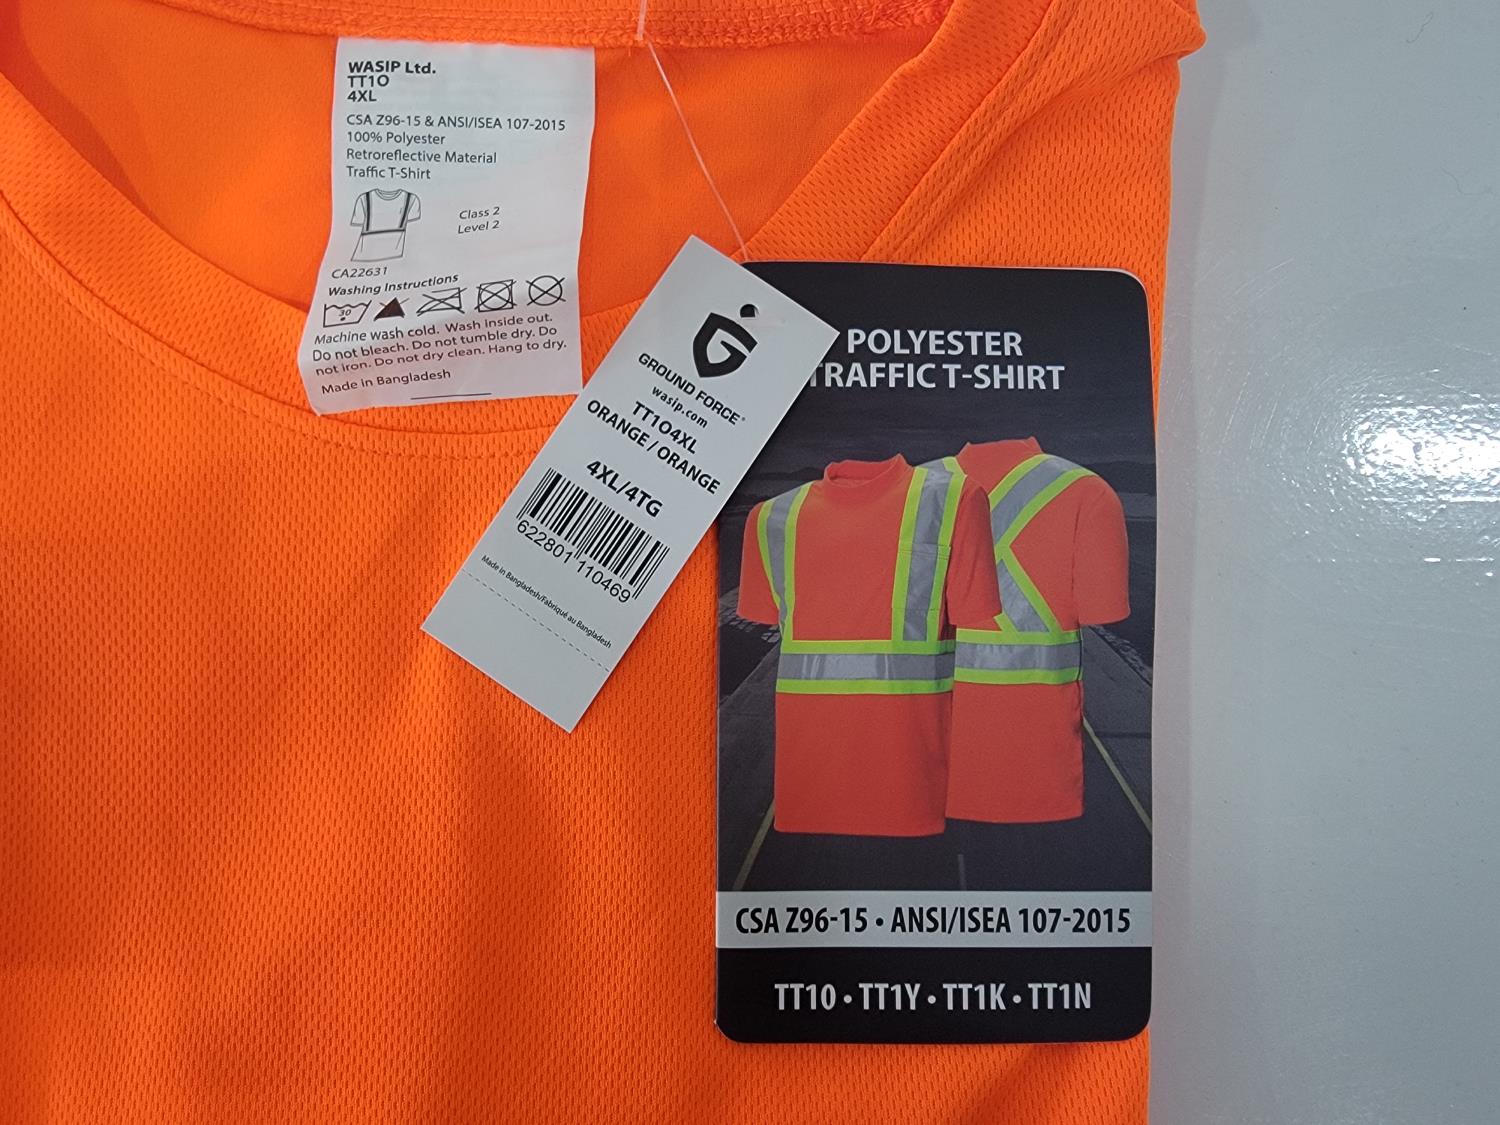 WASIP Ltd.
TT1O
4XL
CSA Z96-15 & ANSI/ISEA 107-2015
100% Polyester
Retroreflective Material
Traffic T-Shirt
Class 2
Level 2
CA22631
Washing Instructions
30
Machine wash cold. Wash inside out.
Do not bleach. Do not tumble dry. Do
not iron. Do not dry clean. Hang to dry.
Made in Bangladesh
GROUND FORCE®
wasip.com
TT1O4XL
ORANGE / ORANGE
4XL/4TG
622801 110469
Made in Bangladesh/Fabriqué au Bangladesh
POLYESTER
TRAFFIC T-SHIRT
CSA Z96-15 • ANSI/ISEA 107-2015
TT1O • TT1Y • TT1K • TT1N